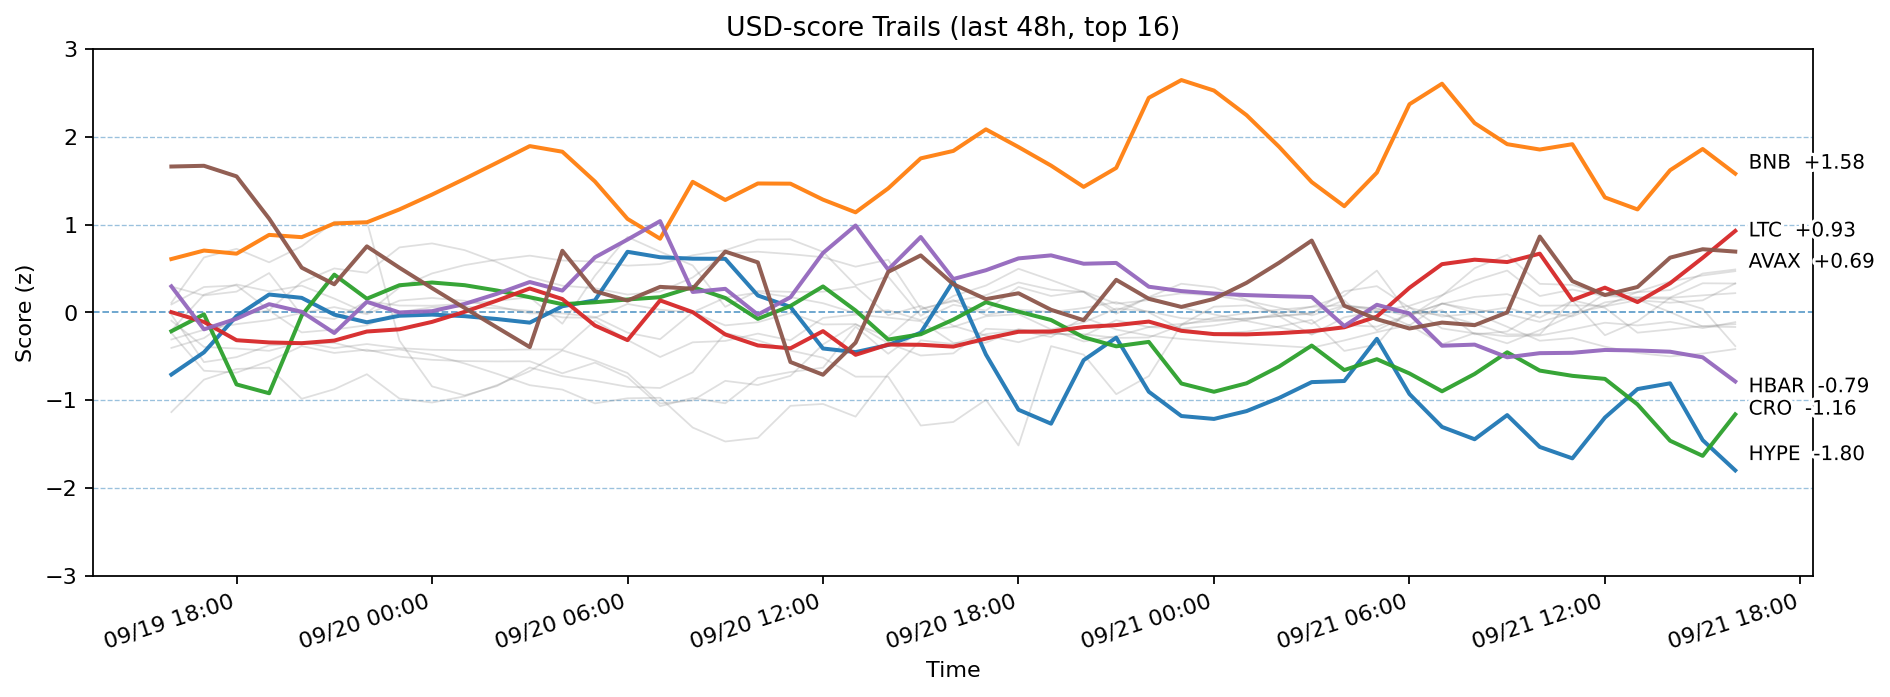 USD-score Trails (last 48h, top 16)
Score (z)
3
2
1
0
−1
−2
−3
BNB +1.58
LTC +0.93
AVAX +0.69
HBAR -0.79
CRO -1.16
HYPE -1.80
09/19 18:00
09/20 00:00
09/20 06:00
09/20 12:00
09/20 18:00
09/21 00:00
09/21 06:00
09/21 12:00
09/21 18:00
Time